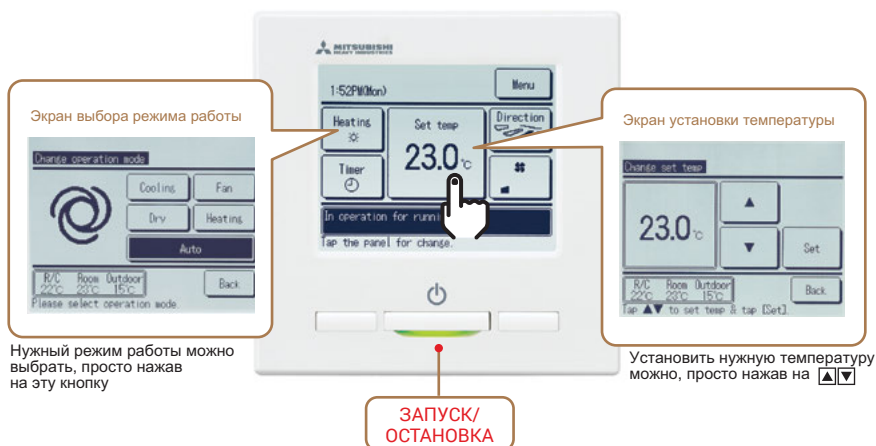 MITSUBISHI
HEAVY INDUSTRIES
1:52PM(Mon)
Menu
Heating
Set temp
Direction
23.0°C
Timer
In operation for runni
Tap the panel for change.
Экран выбора режима работы
Change operation mode
Cooling
Fan
Dry
Heating
Auto
R/C Room Outdoor
22°C 23°C 15°C
Back
Please select operation mode.
Нужный режим работы можно
выбрать, просто нажав
на эту кнопку
Экран установки температуры
Change set temp
23.0°C
▲
▼
Set
R/C Room Outdoor
22°C 23°C 15°C
Back
Tap ▲▼ to set temp & tap [Set].
Установить нужную температуру
можно, просто нажав на ▲▼
ЗАПУСК/
ОСТАНОВКА